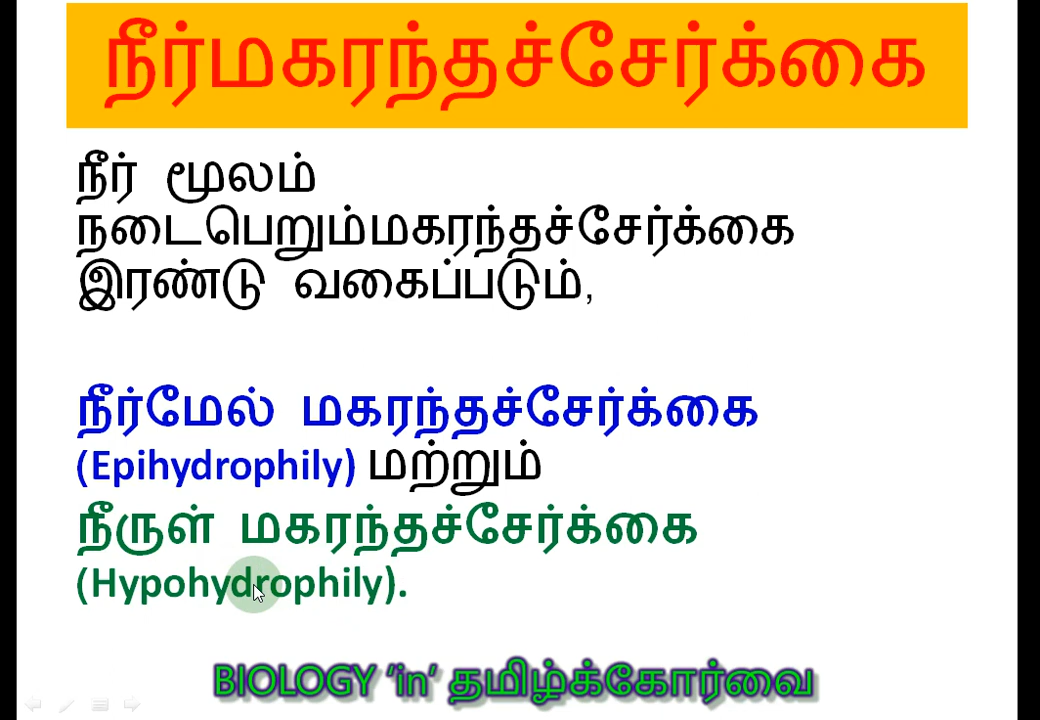 நீர்மகரந்தச்சேர்க்கை
நீர் மூலம்
நடைபெறும்மகரந்தச்சேர்க்கை
இரண்டு வகைப்படும்,
நீர்மேல் மகரந்தச்சேர்க்கை
(Epihydrophily) மற்றும்
நீருள் மகரந்தச்சேர்க்கை
(Hypohydrophily).
BIOLOGY 'in' தமிழ்க்கோர்வை